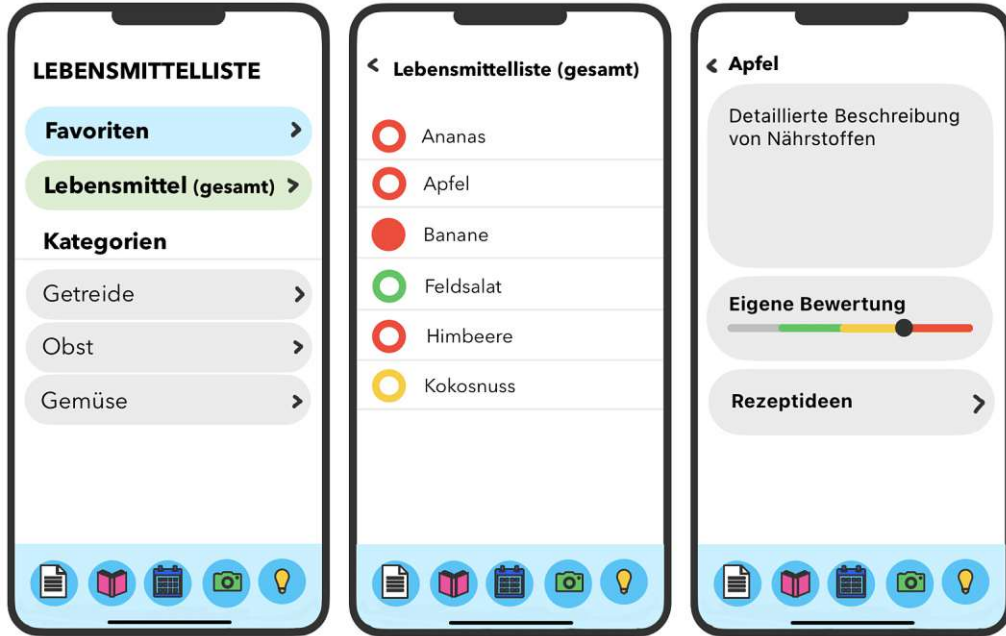 LEBENSMITTELLISTE
Favoriten
Lebensmittel (gesamt)
Kategorien
Getreide
Obst
Gemüse
Lebensmittelliste (gesamt)
Ananas
Apfel
Banane
Feldsalat
Himbeere
Kokosnuss
Apfel
Detaillierte Beschreibung
von Nährstoffen
Eigene Bewertung
Rezeptideen